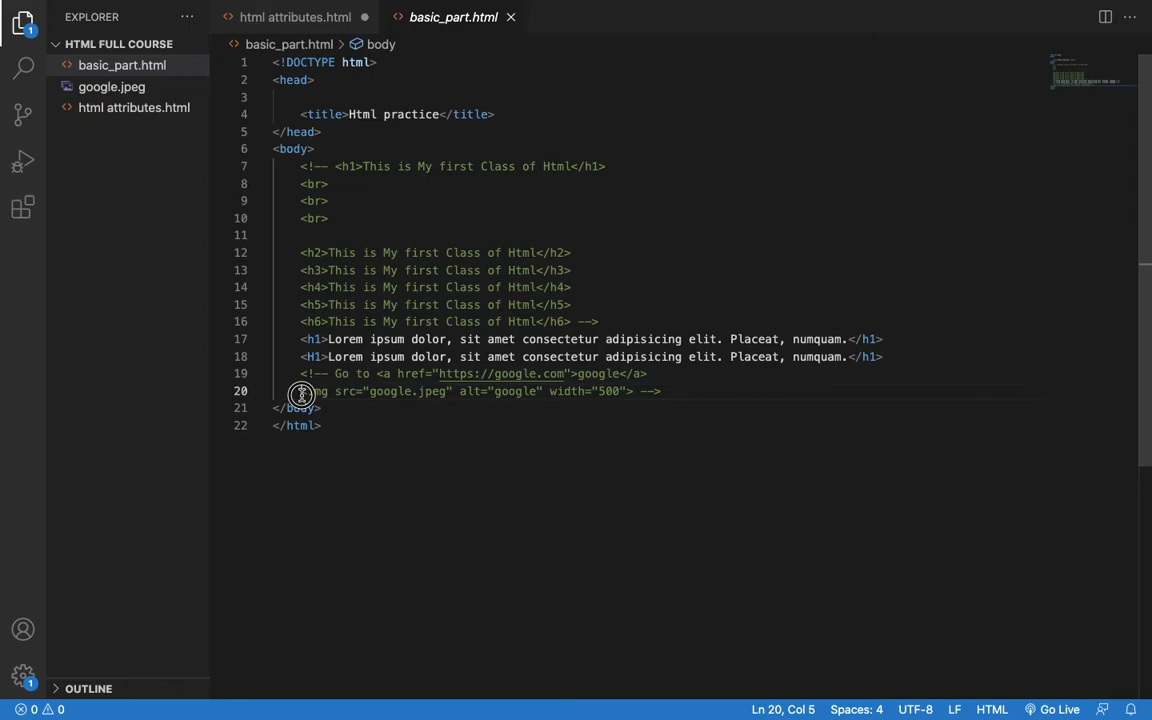 EXPLORER
HTML FULL COURSE
basic_part.html
google.jpeg
html attributes.html
OUTLINE
html attributes.html
basic_part.html
basic_part.html > body
1 <!DOCTYPE html>
2 <head>
3
4 <title>Html practice</title>
5 </head>
6 <body>
7 <!-- <h1>This is My first Class of Html</h1>
8 <br>
9 <br>
10 <br>
11
12 <h2>This is My first Class of Html</h2>
13 <h3>This is My first Class of Html</h3>
14 <h4>This is My first Class of Html</h4>
15 <h5>This is My first Class of Html</h5>
16 <h6>This is My first Class of Html</h6> -->
17 <h1>Lorem ipsum dolor, sit amet consectetur adipisicing elit. Placeat, numquam.</h1>
18 <H1>Lorem ipsum dolor, sit amet consectetur adipisicing elit. Placeat, numquam.</h1>
19 <!-- Go to <a href="https://google.com">google</a>
20 <img src="google.jpeg" alt="google" width="500"> -->
21 </body>
22 </html>
1
1
0 0
Ln 20, Col 5 Spaces: 4 UTF-8 LF HTML Go Live